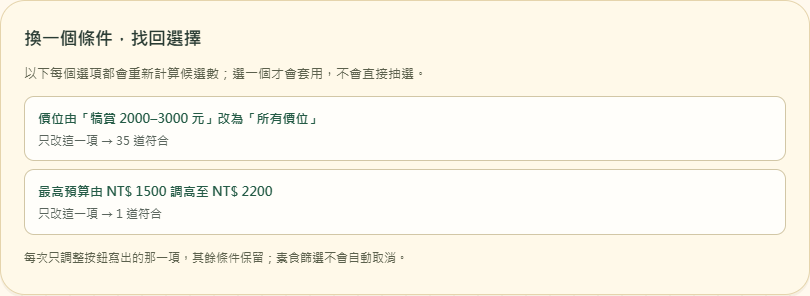 換一個條件，找回選擇
以下每個選項都會重新計算候選數；選一個才會套用，不會直接抽選。
價位由「犒賞 2000–3000 元」改為「所有價位」
只改這一項 → 35 道符合
最高預算由 NT$ 1500 調高至 NT$ 2200
只改這一項 → 1 道符合
每次只調整按鈕寫出的那一項，其餘條件保留；素食篩選不會自動取消。